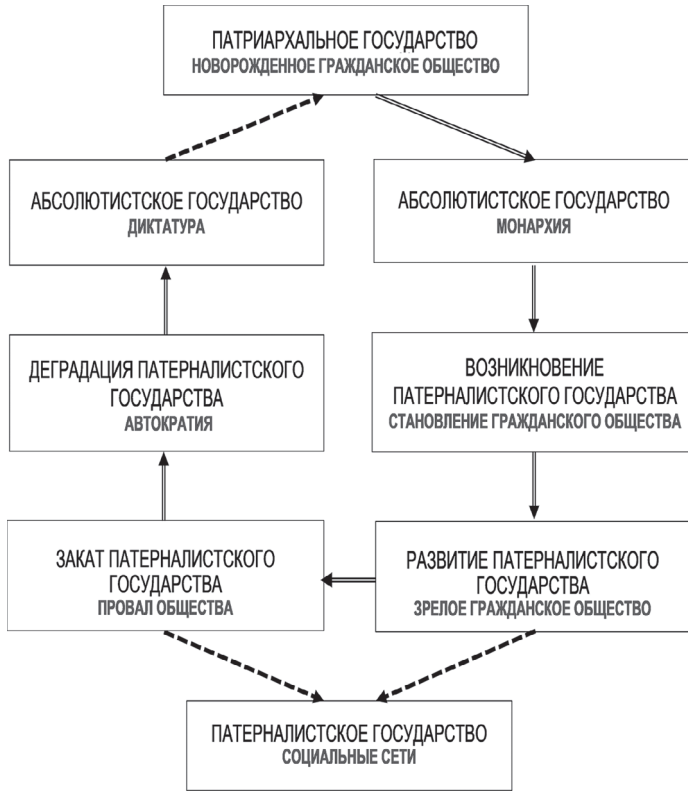 ПАТРИАРХАЛЬНОЕ ГОСУДАРСТВО
НОВОРОЖДЕННОЕ ГРАЖДАНСКОЕ ОБЩЕСТВО
АБСОЛЮТИСТСКОЕ ГОСУДАРСТВО
ДИКТАТУРА
АБСОЛЮТИСТСКОЕ ГОСУДАРСТВО
МОНАРХИЯ
ДЕГРАДАЦИЯ ПАТЕРНАЛИСТСКОГО
ГОСУДАРСТВА
АВТОКРАТИЯ
ВОЗНИКНОВЕНИЕ
ПАТЕРНАЛИСТСКОГО ГОСУДАРСТВА
СТАНОВЛЕНИЕ ГРАЖДАНСКОГО ОБЩЕСТВА
ЗАКАТ ПАТЕРНАЛИСТСКОГО
ГОСУДАРСТВА
ПРОВАЛ ОБЩЕСТВА
РАЗВИТИЕ ПАТЕРНАЛИСТСКОГО
ГОСУДАРСТВА
ЗРЕЛОЕ ГРАЖДАНСКОЕ ОБЩЕСТВО
ПАТЕРНАЛИСТСКОЕ ГОСУДАРСТВО
СОЦИАЛЬНЫЕ СЕТИ